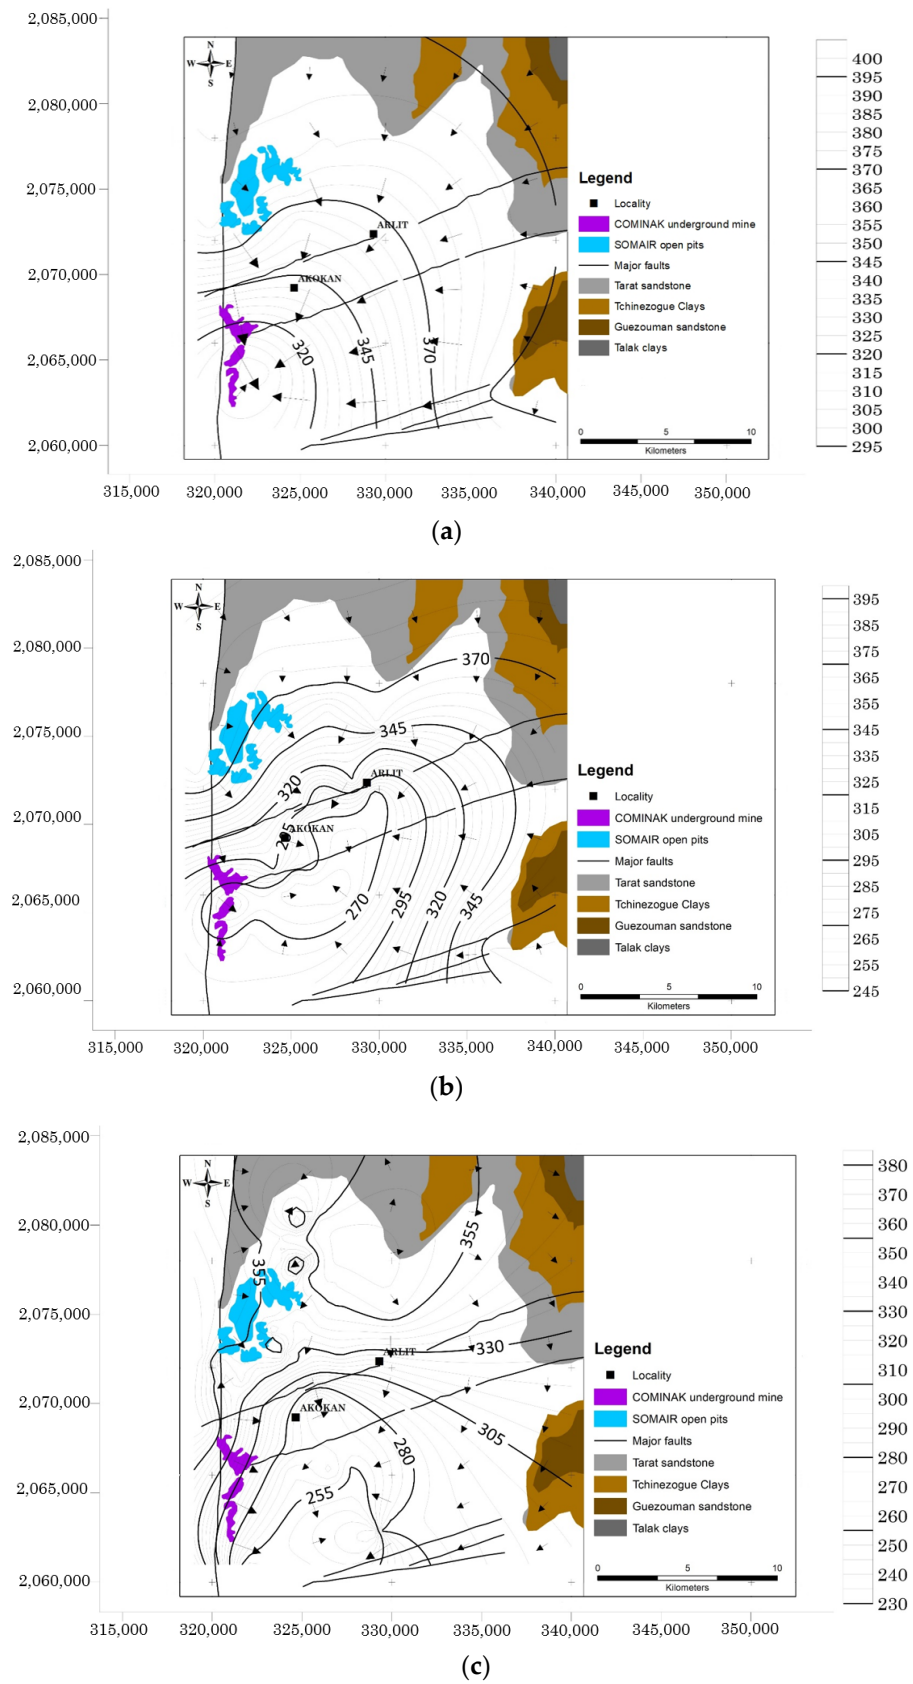 2,085,000
2,080,000
2,075,000
2,070,000
2,065,000
2,060,000
315,000
320,000
325,000
330,000
335,000
340,000
345,000
350,000
N
W E
S
ARLIT
AKOKAN
320
345
370
Legend
Locality
COMINAK underground mine
SOMAIR open pits
Major faults
Tarat sandstone
Tchinezogue Clays
Guezouman sandstone
Talak clays
0 5 10
Kilometers
400
395
390
385
380
375
370
365
360
355
350
345
340
335
330
325
320
315
310
305
300
295
(a)
2,085,000
2,080,000
2,075,000
2,070,000
2,065,000
2,060,000
315,000
320,000
325,000
330,000
335,000
340,000
345,000
350,000
N
W E
S
370
345
320
ARLIT
295
AKOKAN
270
295
320
345
Legend
Locality
COMINAK underground mine
SOMAIR open pits
Major faults
Tarat sandstone
Tchinezogue Clays
Guezouman sandstone
Talak clays
0 5 10
Kilometers
395
385
375
365
355
345
335
325
315
305
295
285
275
265
255
245
(b)
2,085,000
2,080,000
2,075,000
2,070,000
2,065,000
2,060,000
315,000
320,000
325,000
330,000
335,000
340,000
345,000
350,000
N
W E
S
355
355
330
ARLIT
AKOKAN
305
280
255
Legend
Locality
COMINAK underground mine
SOMAIR open pits
Major faults
Tarat sandstone
Tchinezogue Clays
Guezouman sandstone
Talak clays
0 5 10
Kilometers
380
370
360
350
340
330
320
310
300
290
280
270
260
250
240
230
(c)